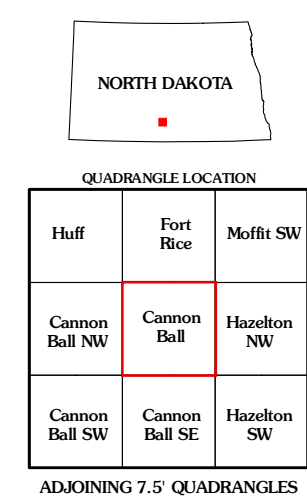 NORTH DAKOTA
QUADRANGLE LOCATION
Huff
Fort
Rice
Moffit SW
Cannon
Ball NW
Cannon
Ball
Hazelton
NW
Cannon
Ball SW
Cannon
Ball SE
Hazelton
SW
ADJOINING 7.5' QUADRANGLES